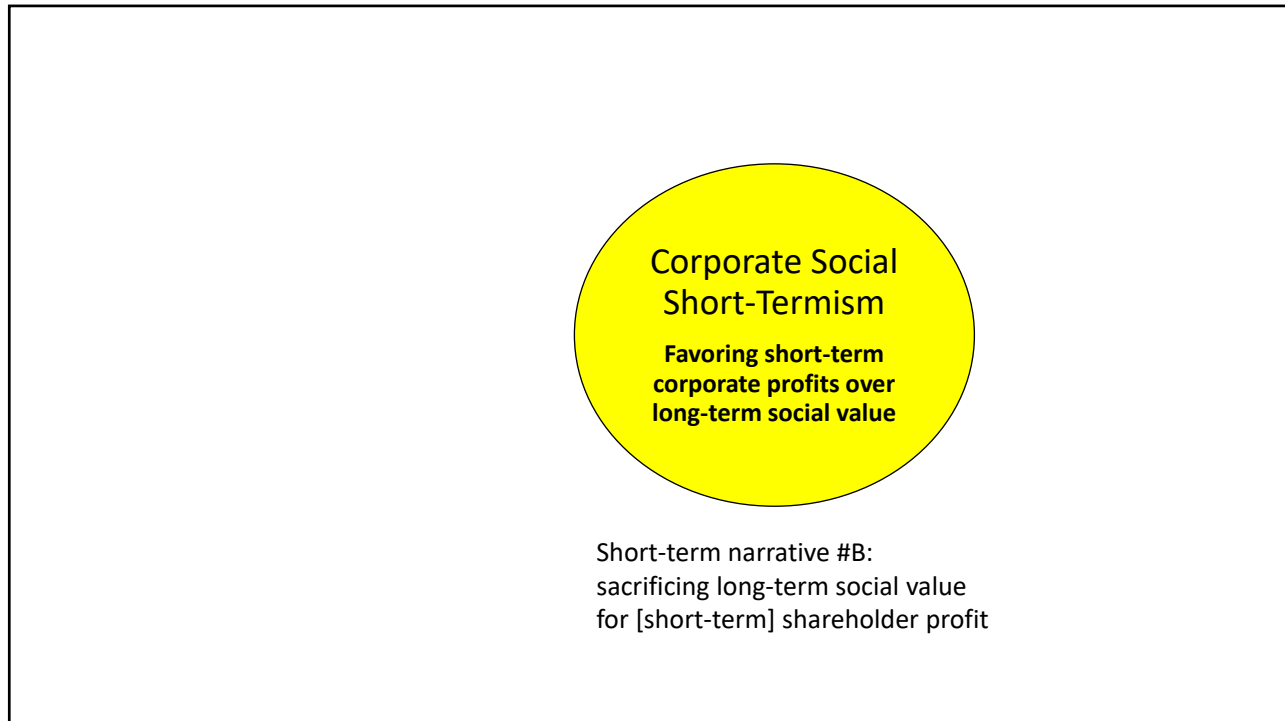 Corporate Social
Short-Termism
Favoring short-term
corporate profits over
long-term social value
Short-term narrative #B:
sacrificing long-term social value
for [short-term] shareholder profit